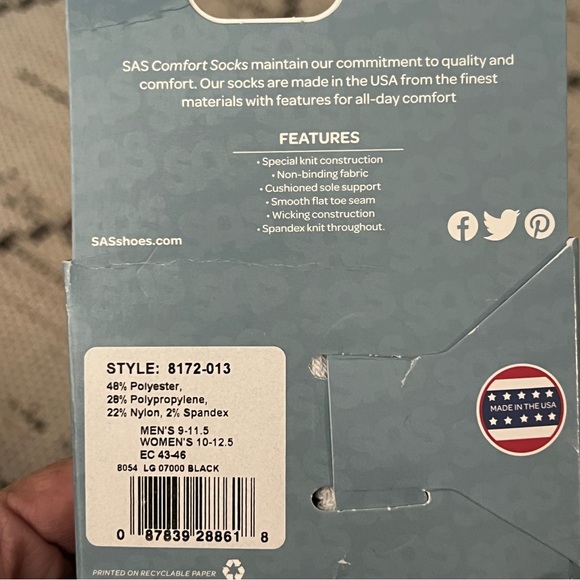 SAS Comfort Socks maintain our commitment to quality and
comfort. Our socks are made in the USA from the finest
materials with features for all-day comfort
FEATURES
• Special knit construction
• Non-binding fabric
• Cushioned sole support
• Smooth flat toe seam
• Wicking construction
• Spandex knit throughout.
SASshoes.com
STYLE: 8172-013
48% Polyester,
28% Polypropylene,
22% Nylon, 2% Spandex
MEN'S 9-11.5
WOMEN'S 10-12.5
EC 43-46
8054 LG 07000 BLACK
0 87839 28861 8
MADE IN THE USA
PRINTED ON RECYCLABLE PAPER